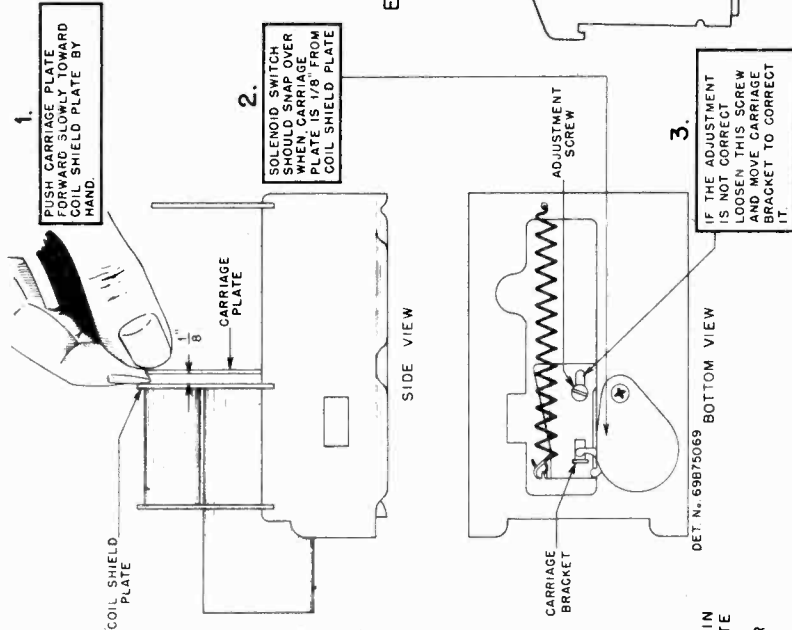 1.
PUSH CARRIAGE PLATE
FORWARD SLOWLY TOWARD
COIL SHIELD PLATE BY
HAND.
2.
SOLENOID SWITCH
SHOULD SNAP OVER
WHEN CARRIAGE
PLATE IS 1/8" FROM
COIL SHIELD PLATE
COIL SHIELD
PLATE
1/8"
CARRIAGE
PLATE
SIDE VIEW
ADJUSTMENT
SCREW
3.
IF THE ADJUSTMENT
IS NOT CORRECT
LOOSEN THIS SCREW
AND MOVE CARRIAGE
BRACKET TO CORRECT
IT.
CARRIAGE
BRACKET
DET. No. 69B75069
BOTTOM VIEW
IN